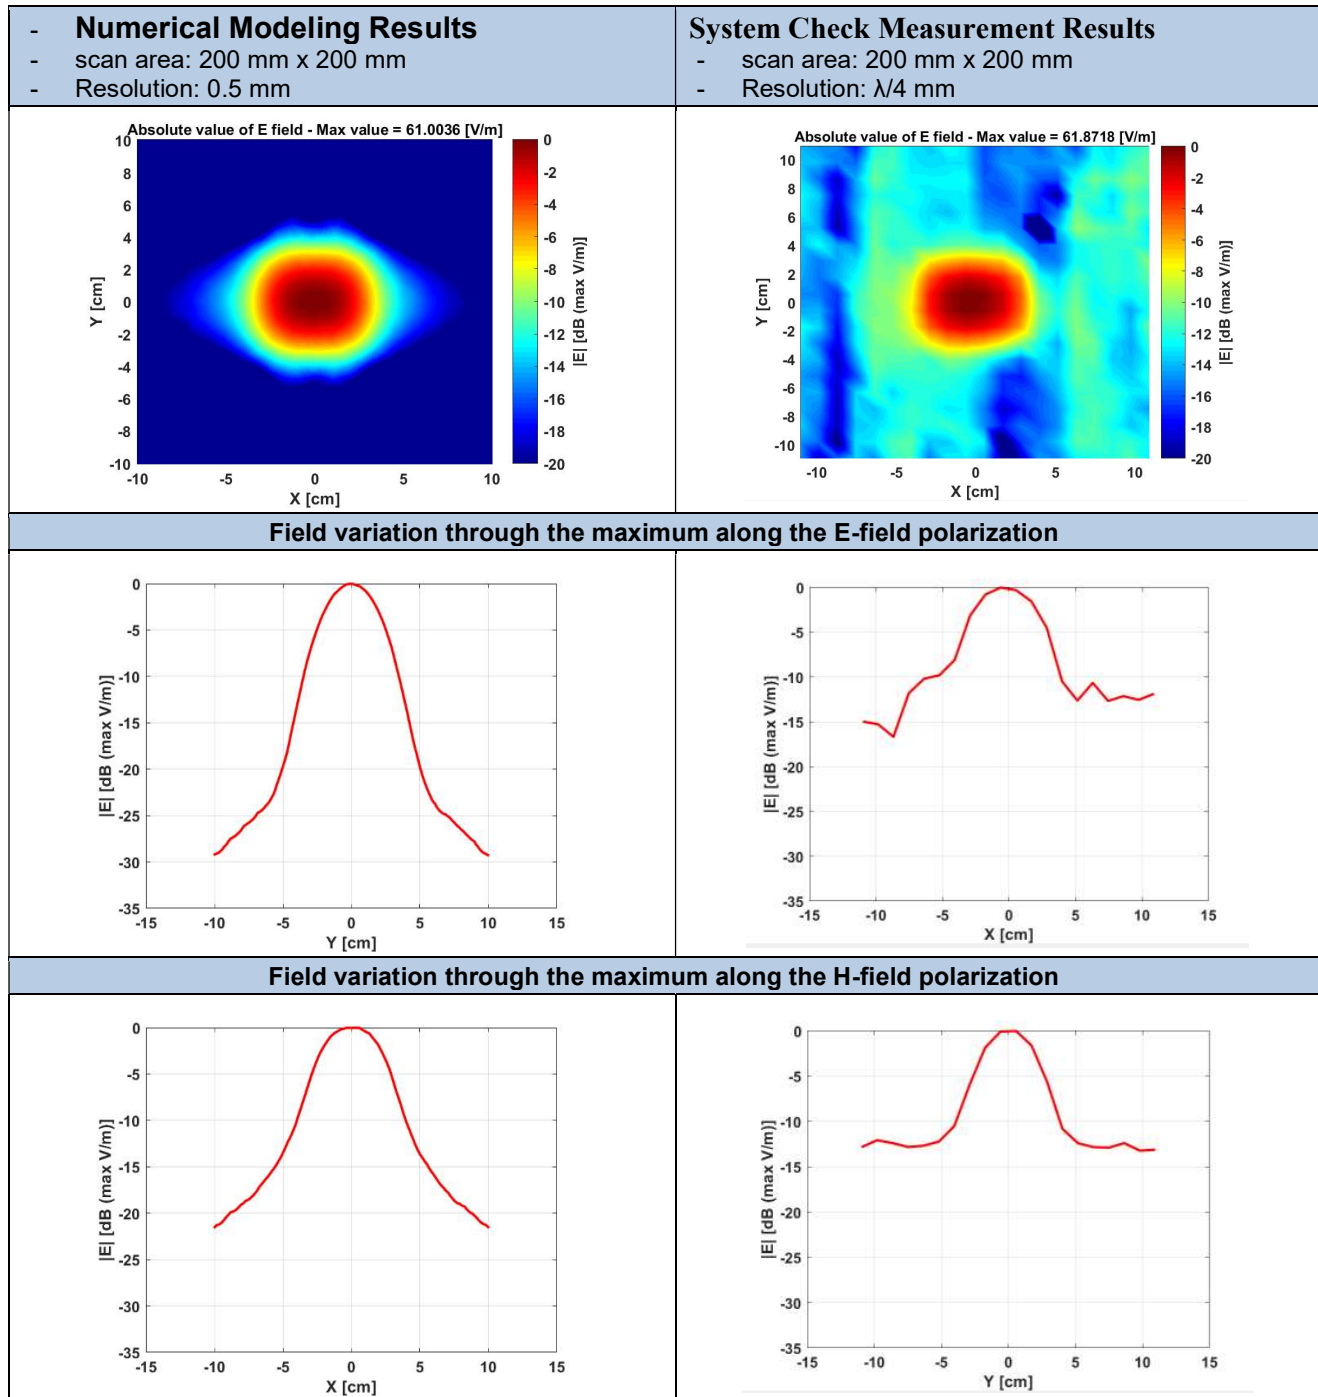 - Numerical Modeling Results
- scan area: 200 mm x 200 mm
- Resolution: 0.5 mm
System Check Measurement Results
- scan area: 200 mm x 200 mm
- Resolution: λ/4 mm
Absolute value of E field - Max value = 61.0036 [V/m]
10
8
6
4
2
0
-2
-4
-6
-8
-10
Y [cm]
-10 -5 0 5 10
X [cm]
0
-2
-4
-6
-8
-10
-12
-14
-16
-18
-20
|E| [dB (max V/m)]
Absolute value of E field - Max value = 61.8718 [V/m]
10
8
6
4
2
0
-2
-4
-6
-8
-10
Y [cm]
-10 -5 0 5 10
X [cm]
0
-2
-4
-6
-8
-10
-12
-14
-16
-18
-20
|E| [dB (max V/m)]
Field variation through the maximum along the E-field polarization
0
-5
-10
-15
-20
-25
-30
-35
|E| [dB (max V/m)]
-15 -10 -5 0 5 10 15
Y [cm]
0
-5
-10
-15
-20
-25
-30
-35
|E| [dB (max V/m)]
-15 -10 -5 0 5 10 15
X [cm]
Field variation through the maximum along the H-field polarization
0
-5
-10
-15
-20
-25
-30
-35
|E| [dB (max V/m)]
-15 -10 -5 0 5 10 15
X [cm]
0
-5
-10
-15
-20
-25
-30
-35
|E| [dB (max V/m)]
-15 -10 -5 0 5 10 15
Y [cm]